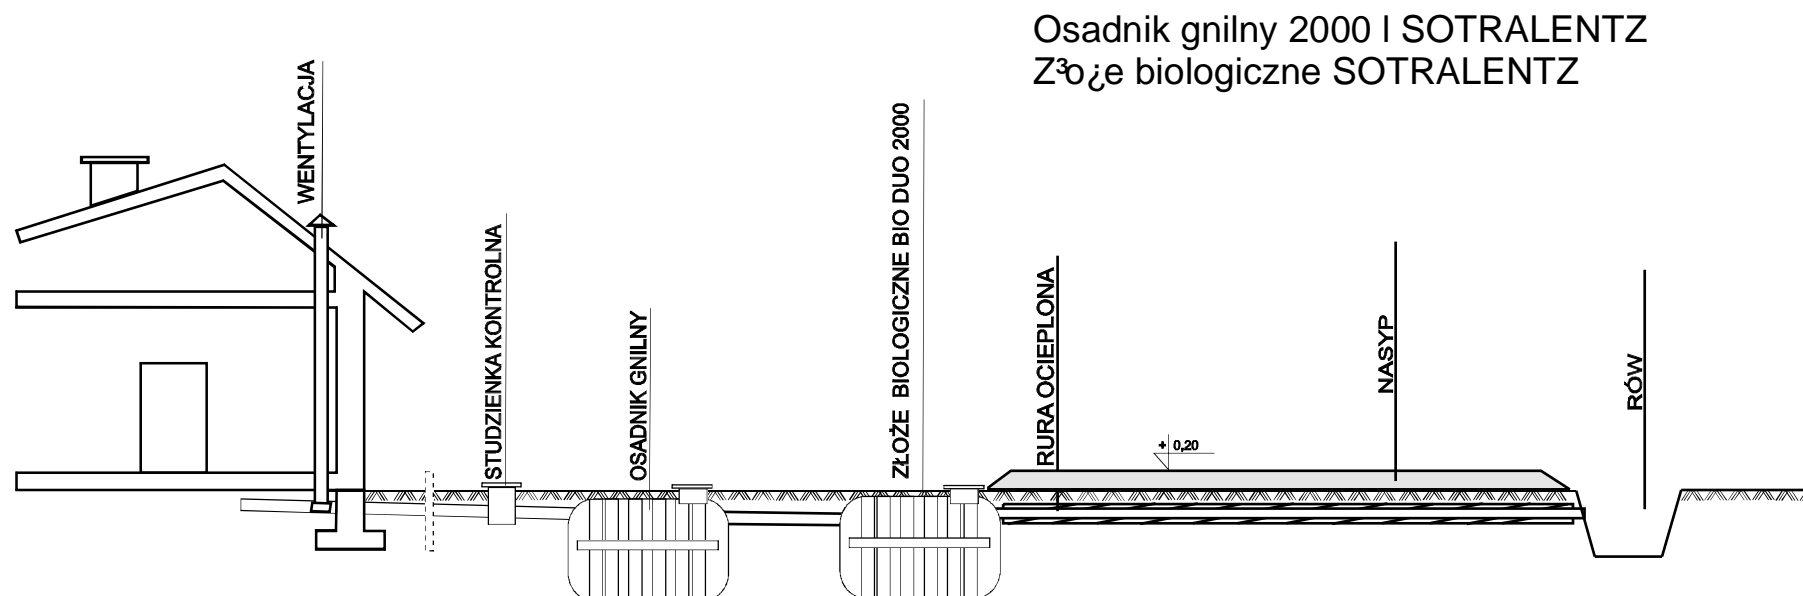 Osadnik gnilny 2000 l SOTRALENTZ
Z³o¿e biologiczne SOTRALENTZ
WENTYLACJA
STUDZIENKA KONTROLNA
OSADNIK GNILNY
ZŁOŻE BIOLOGICZNE BIO DUO 2000
RURA OCIEPLONA
+ 0,20
NASYP
RÓW